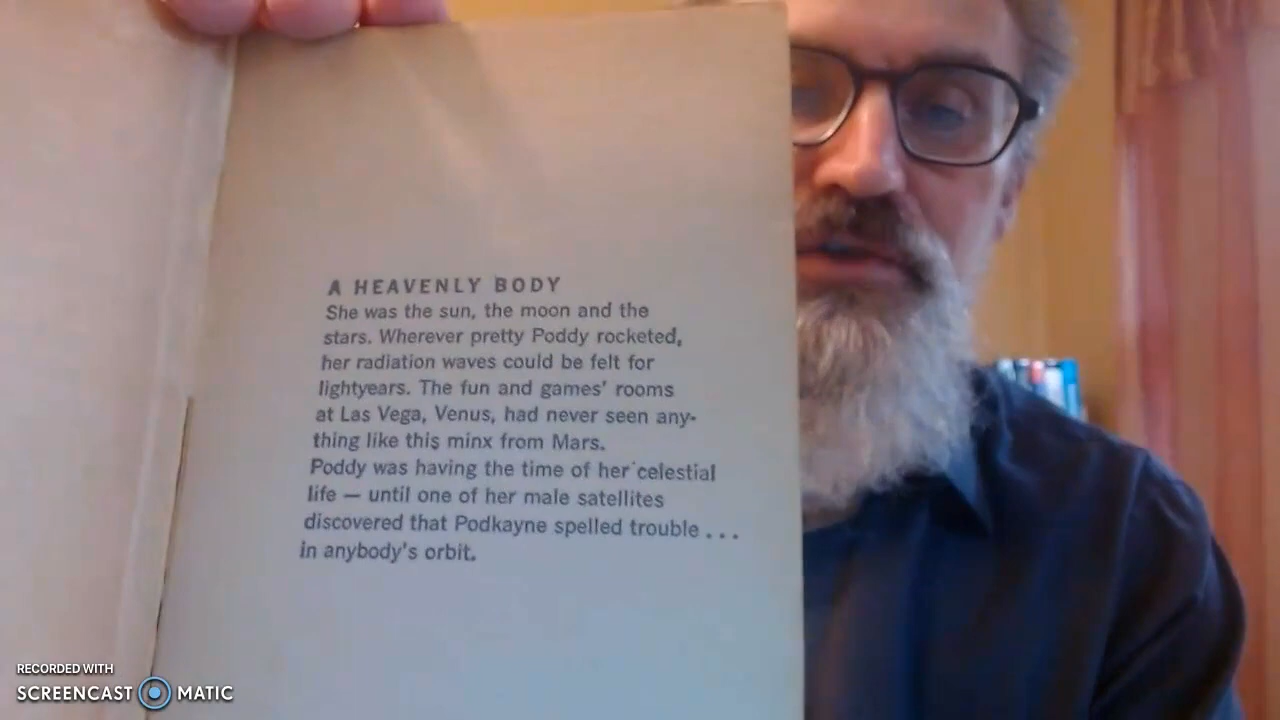 A HEAVENLY BODY
She was the sun, the moon and the
stars. Wherever pretty Poddy rocketed,
her radiation waves could be felt for
lightyears. The fun and games' rooms
at Las Vega, Venus, had never seen any-
thing like this minx from Mars.
Poddy was having the time of her celestial
life — until one of her male satellites
discovered that Podkayne spelled trouble . . .
in anybody's orbit.
RECORDED WITH
SCREENCAST MATIC